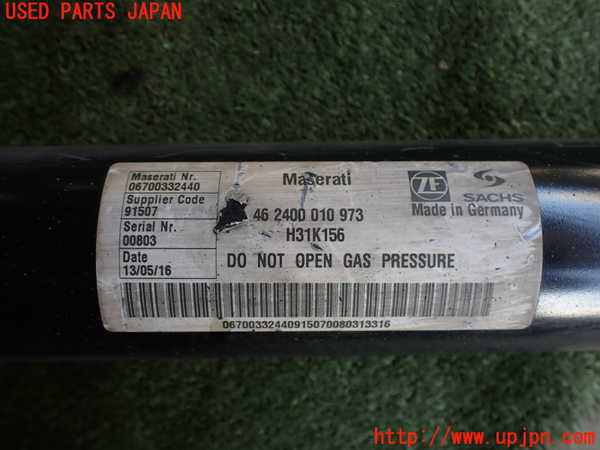 USED PARTS JAPAN
Maserati Nr.
06700332440
Supplier Code
91507
Serial Nr.
00803
Date
13/05/16
Maserati
46 2400 010 973
H31K156
DO NOT OPEN GAS PRESSURE
ZF
SACHS
Made in Germany
06700332440915070080313316
http://www.upjpn.com/